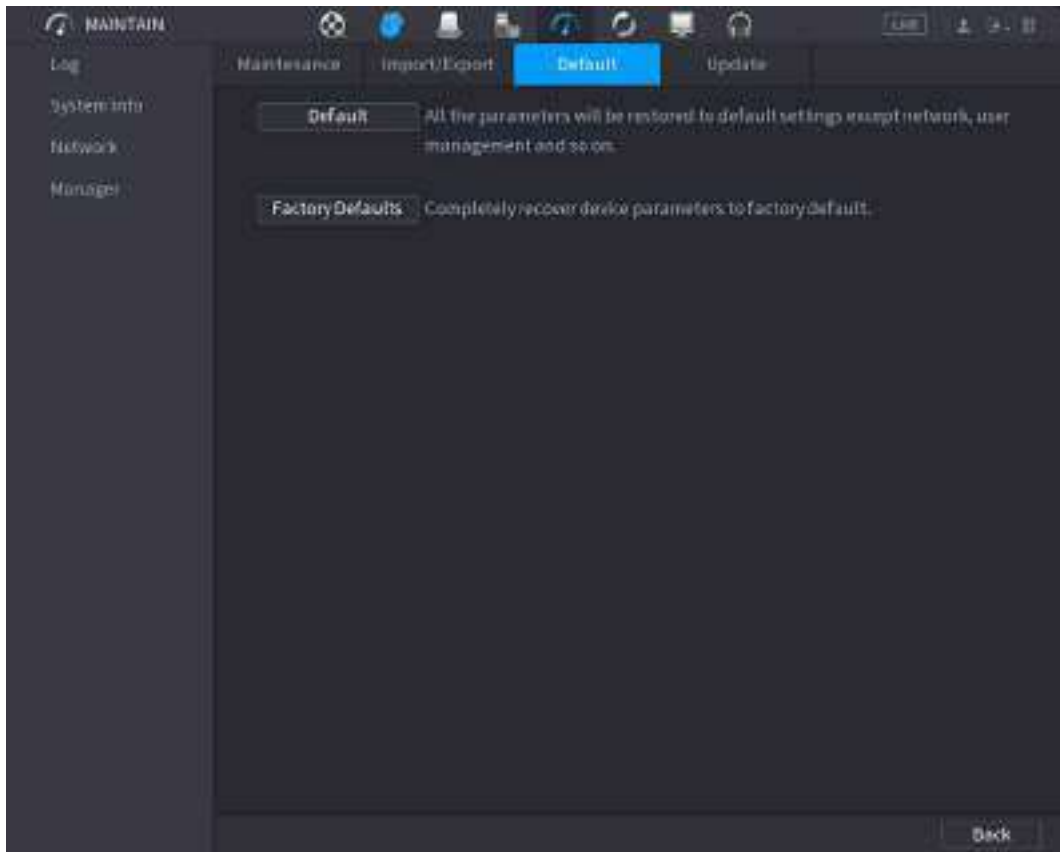 MAINTAIN
LIVE
Log
System Info
Network
Manager
Maintenance
Import/Export
Default
Update
Default
All the parameters will be restored to default settings except network, user
management and so on.
Factory Defaults
Completely recover device parameters to factory default.
Back